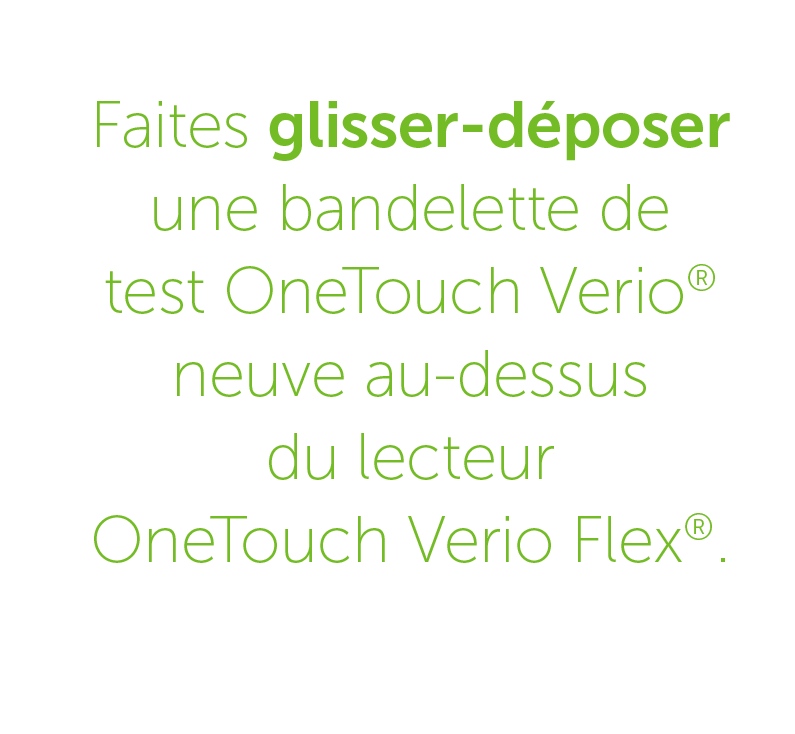 Faites glisser-déposer
une bandelette de
test OneTouch Verio®
neuve au-dessus
du lecteur
OneTouch Verio Flex®.